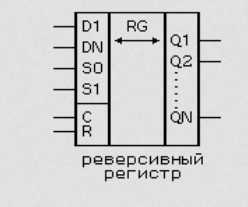 D1 RG Q1
DN Q2
S0
S1
C QN
R
реверсивный
регистр